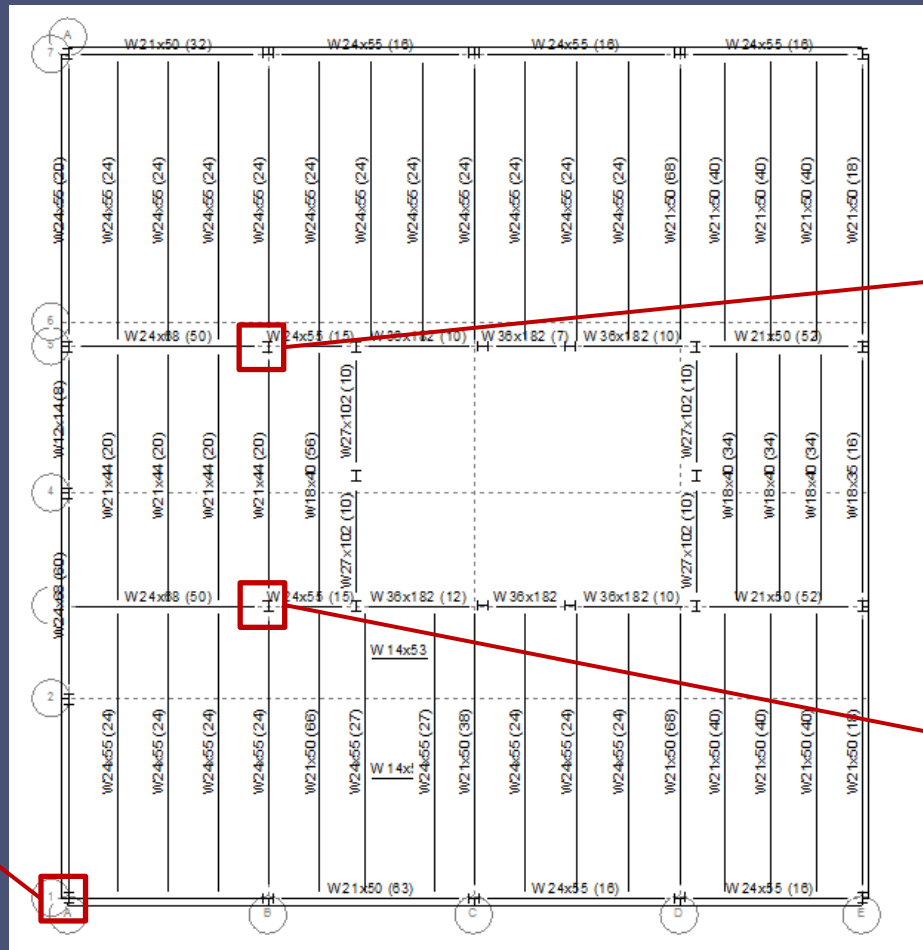 A
7
W21x50 (32)
W24x55 (16)
W24x55 (16)
W24x55 (16)
W24x55 (20)
W24x55 (24)
W24x55 (24)
W24x55 (24)
W24x55 (24)
W24x55 (24)
W24x55 (24)
W24x55 (24)
W24x55 (24)
W24x55 (24)
W24x55 (24)
W24x55 (24)
W21x50 (68)
W21x50 (40)
W21x50 (40)
W21x50 (40)
W21x50 (18)
6
W24x68 (50)
W24x55 (15)
(10)
W36x182 (7)
W36x182 (10)
W21x50 (52)
W12x14 (8)
W21x44 (20)
W21x44 (20)
W21x44 (20)
W21x44 (20)
W18x40 (56)
W27x102 (10)
W27x102 (10)
W18x40 (34)
W18x40 (34)
W18x40 (34)
W18x35 (16)
4
W27x102 (10)
W27x102 (10)
W24x68 (60)
W24x68 (50)
W24x55 (15)
W36x182 (12)
W36x182
W36x182 (10)
W21x50 (52)
W14x53
2
W24x55 (24)
W24x55 (24)
W24x55 (24)
W24x55 (24)
W21x50 (66)
W24x55 (27)
W24x55 (27)
W21x50 (38)
W24x55 (24)
W24x55 (24)
W24x55 (24)
W21x50 (68)
W21x50 (40)
W21x50 (40)
W21x50 (40)
W21x50 (18)
W14x
W21x50 (63)
W24x55 (16)
W24x55 (16)
1
A
B
C
D
E